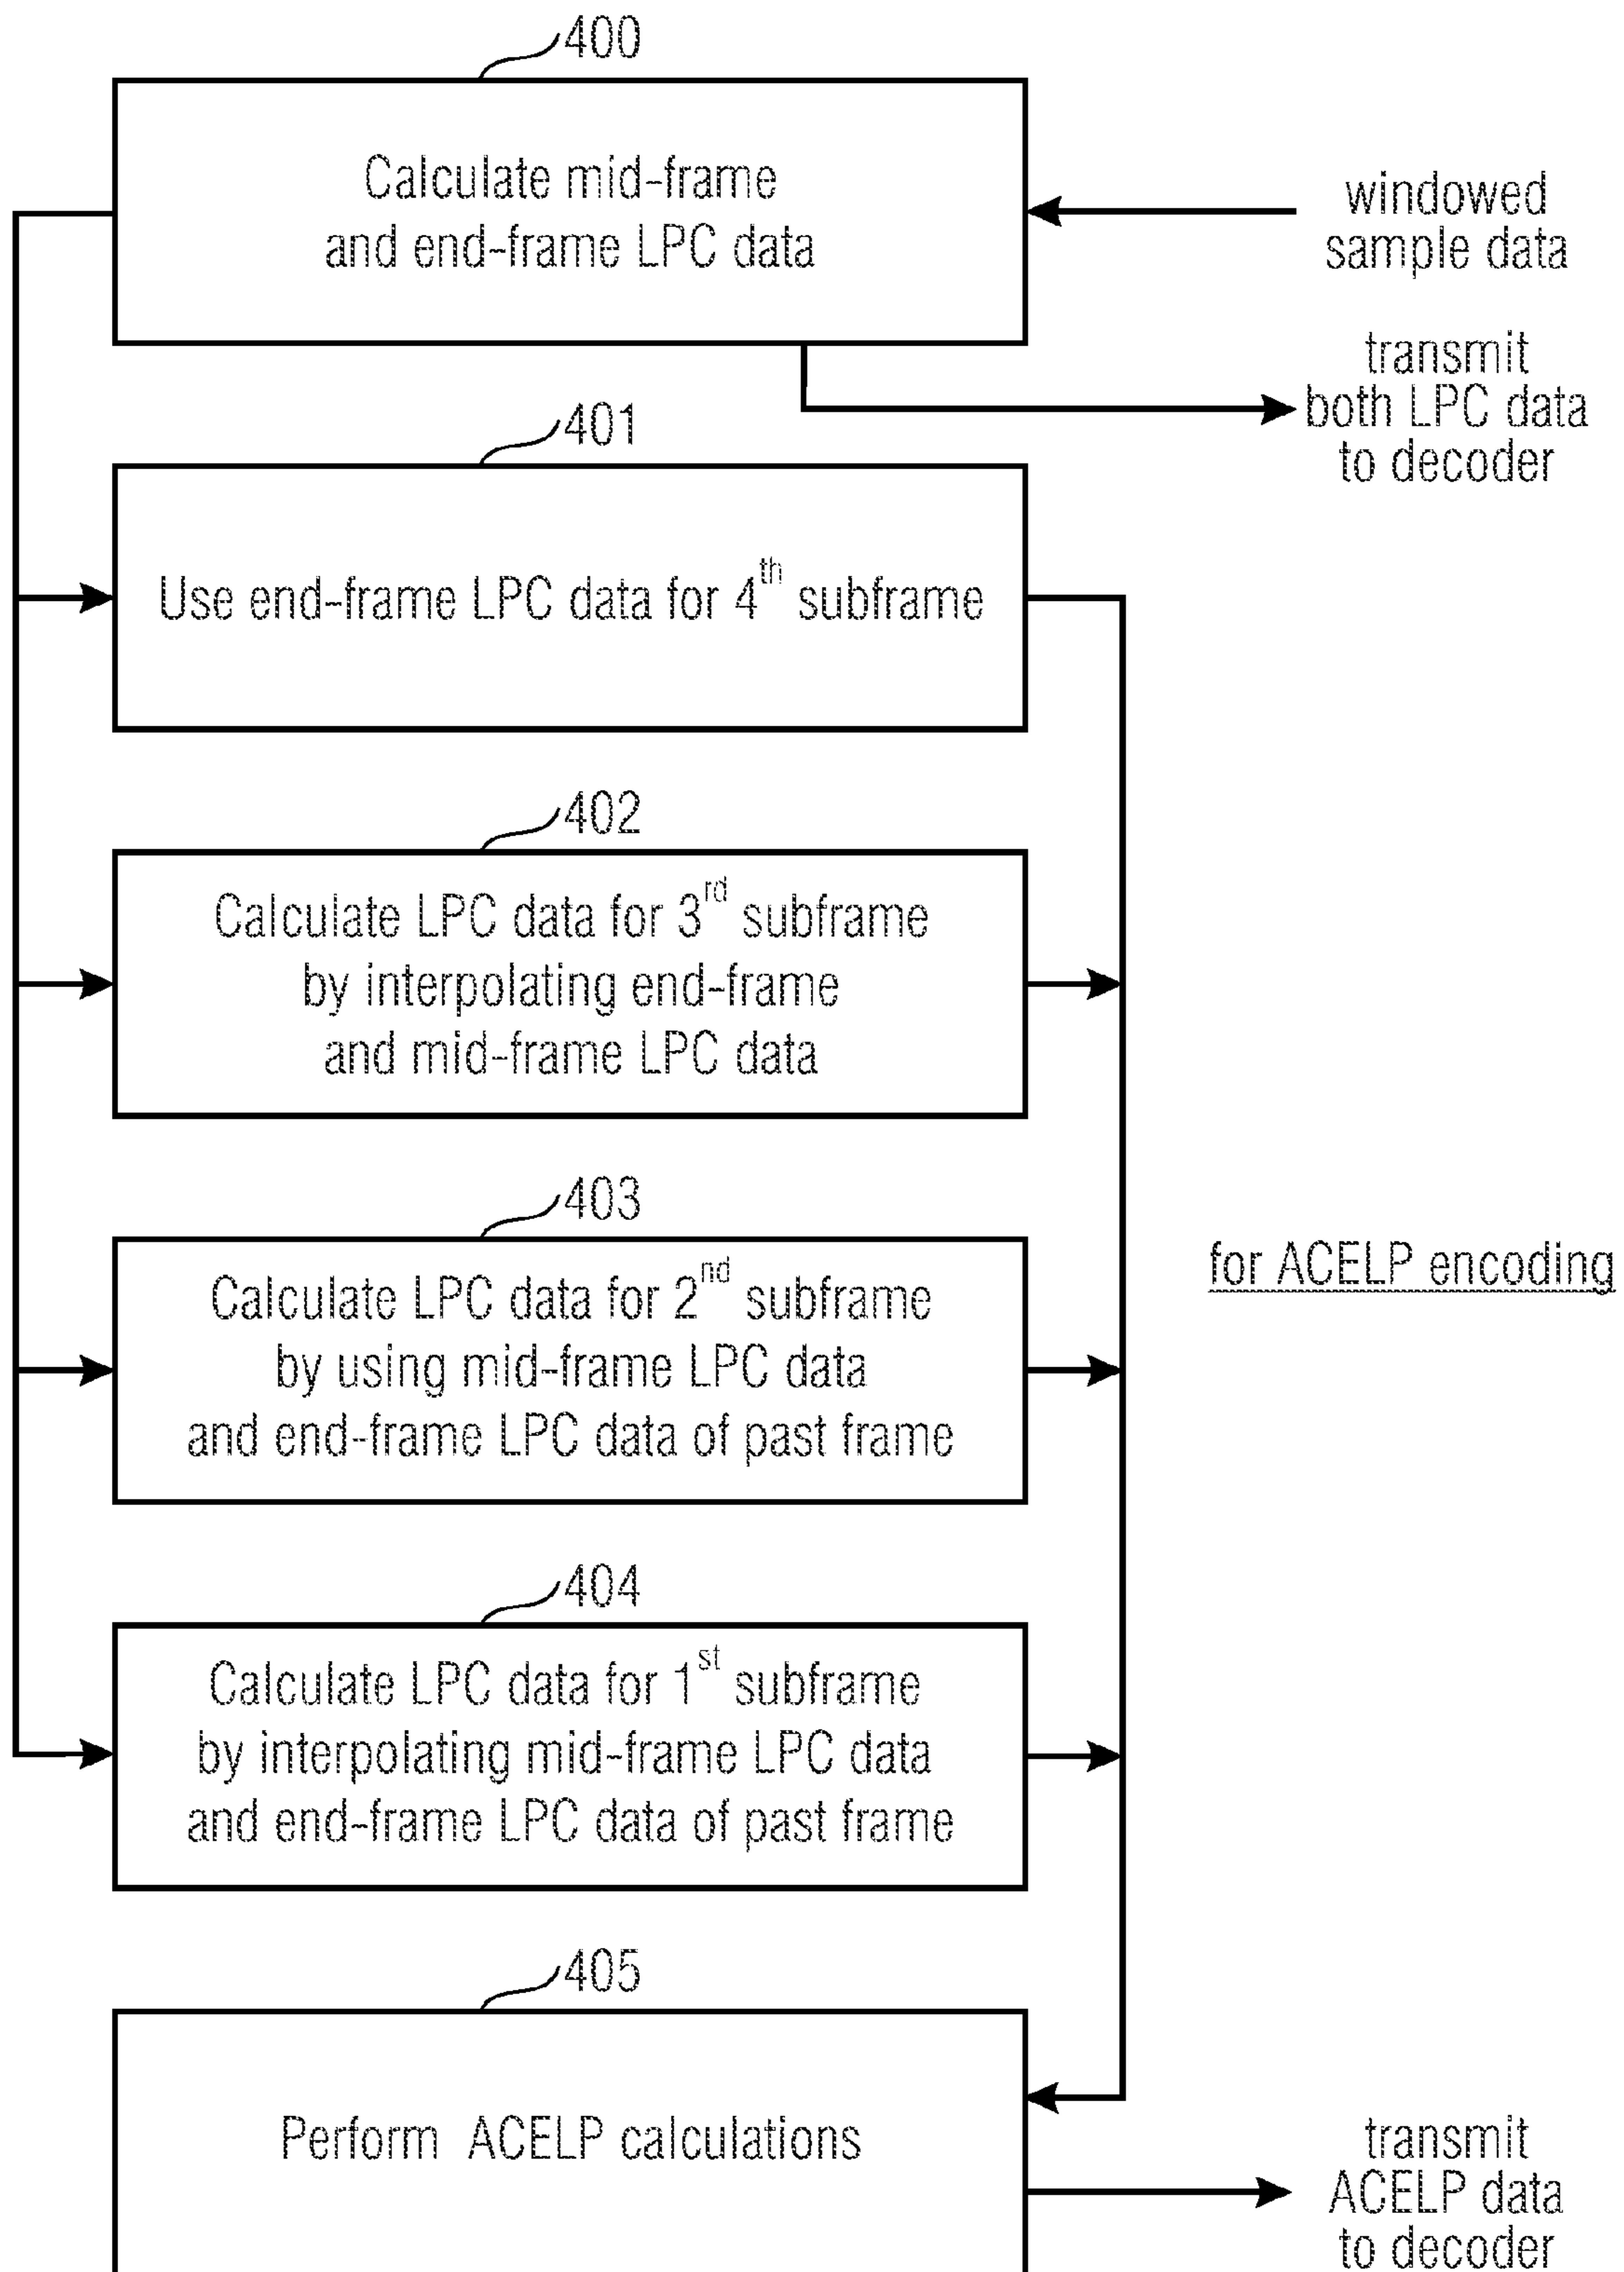 400
Calculate mid-frame
and end-frame LPC data
windowed
sample data
transmit
both LPC data
to decoder
401
Use end-frame LPC data for 4th subframe
402
Calculate LPC data for 3rd subframe
by interpolating end-frame
and mid-frame LPC data
403
Calculate LPC data for 2nd subframe
by using mid-frame LPC data
and end-frame LPC data of past frame
for ACELP encoding
404
Calculate LPC data for 1st subframe
by interpolating mid-frame LPC data
and end-frame LPC data of past frame
405
Perform ACELP calculations
transmit
ACELP data
to decoder